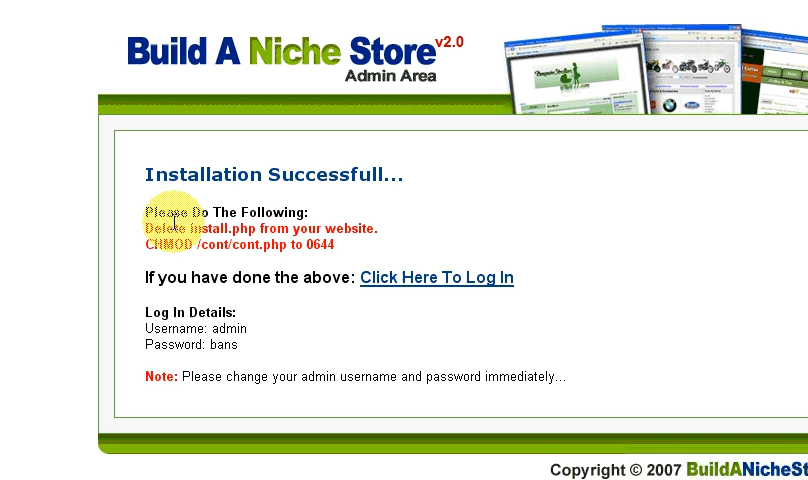 Build A Niche Store v2.0
Admin Area
Installation Successfull...
Please Do The Following:
Delete install.php from your website.
CHMOD /cont/cont.php to 0644
If you have done the above: Click Here To Log In
Log In Details:
Username: admin
Password: bans
Note: Please change your admin username and password immediately...
Copyright © 2007 BuildANicheSt